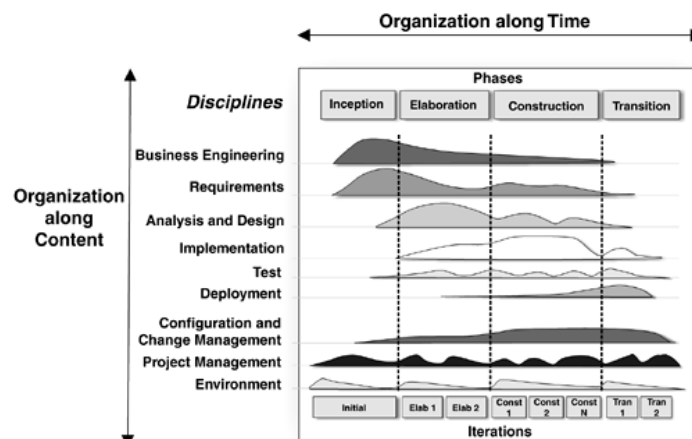 Organization along Time
Phases
Disciplines
Inception
Elaboration
Construction
Transition
Organization
along
Content
Business Engineering
Requirements
Analysis and Design
Implementation
Test
Deployment
Configuration and
Change Management
Project Management
Environment
Initial
Elab 1
Elab 2
Const
1
Const
2
Const
N
Tran
1
Tran
2
Iterations